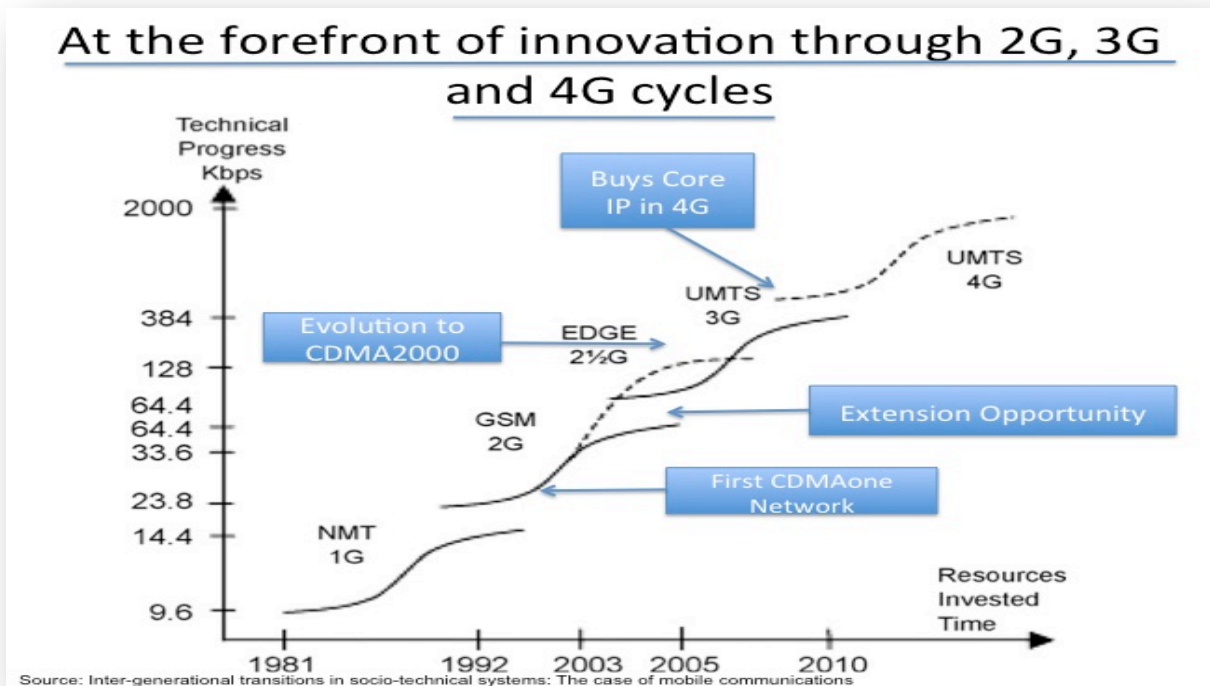 At the forefront of innovation through 2G, 3G
and 4G cycles
Technical
Progress
Kbps
2000
384
128
64.4
64.4
33.6
23.8
14.4
9.6
Buys Core
IP in 4G
UMTS
4G
UMTS
3G
Evolution to
CDMA2000
EDGE
2½G
Extension Opportunity
GSM
2G
First CDMAone
Network
NMT
1G
Resources
Invested
Time
1981
1992
2003
2005
2010
Source: Inter-generational transitions in socio-technical systems: The case of mobile communications